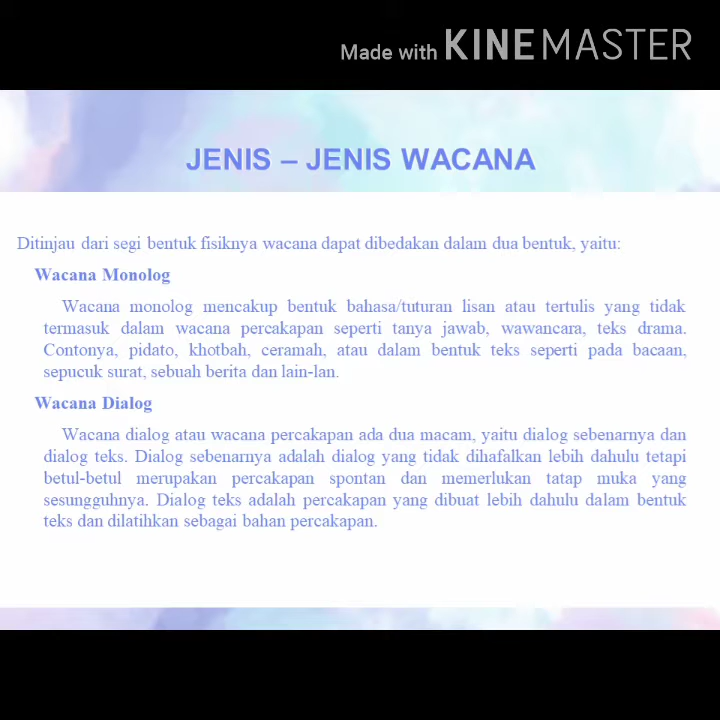 Made with KINEMASTER
JENIS – JENIS WACANA
Ditinjau dari segi bentuk fisiknya wacana dapat dibedakan dalam dua bentuk, yaitu:
Wacana Monolog
Wacana monolog mencakup bentuk bahasa/tuturan lisan atau tertulis yang tidak
termasuk dalam wacana percakapan seperti tanya jawab, wawancara, teks drama.
Contonya, pidato, khotbah, ceramah, atau dalam bentuk teks seperti pada bacaan,
sepucuk surat, sebuah berita dan lain-lan.
Wacana Dialog
Wacana dialog atau wacana percakapan ada dua macam, yaitu dialog sebenarnya dan
dialog teks. Dialog sebenarnya adalah dialog yang tidak dihafalkan lebih dahulu tetapi
betul-betul merupakan percakapan spontan dan memerlukan tatap muka yang
sesungguhnya. Dialog teks adalah percakapan yang dibuat lebih dahulu dalam bentuk
teks dan dilatihkan sebagai bahan percakapan.